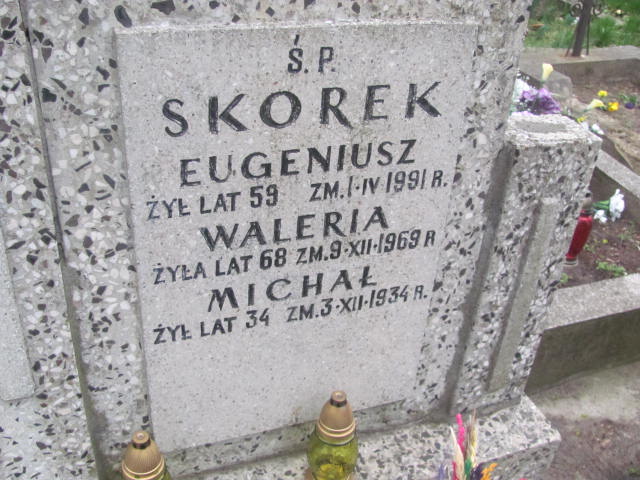 Ś.P.
SKOREK
EUGENIUSZ
ŻYŁ LAT 59 ZM.1·IV 1991 R.
WALERIA
ŻYŁA LAT 68 ZM.9·XII·1969 R
MICHAŁ
ŻYŁ LAT 34 ZM.3·XII·1934 R.